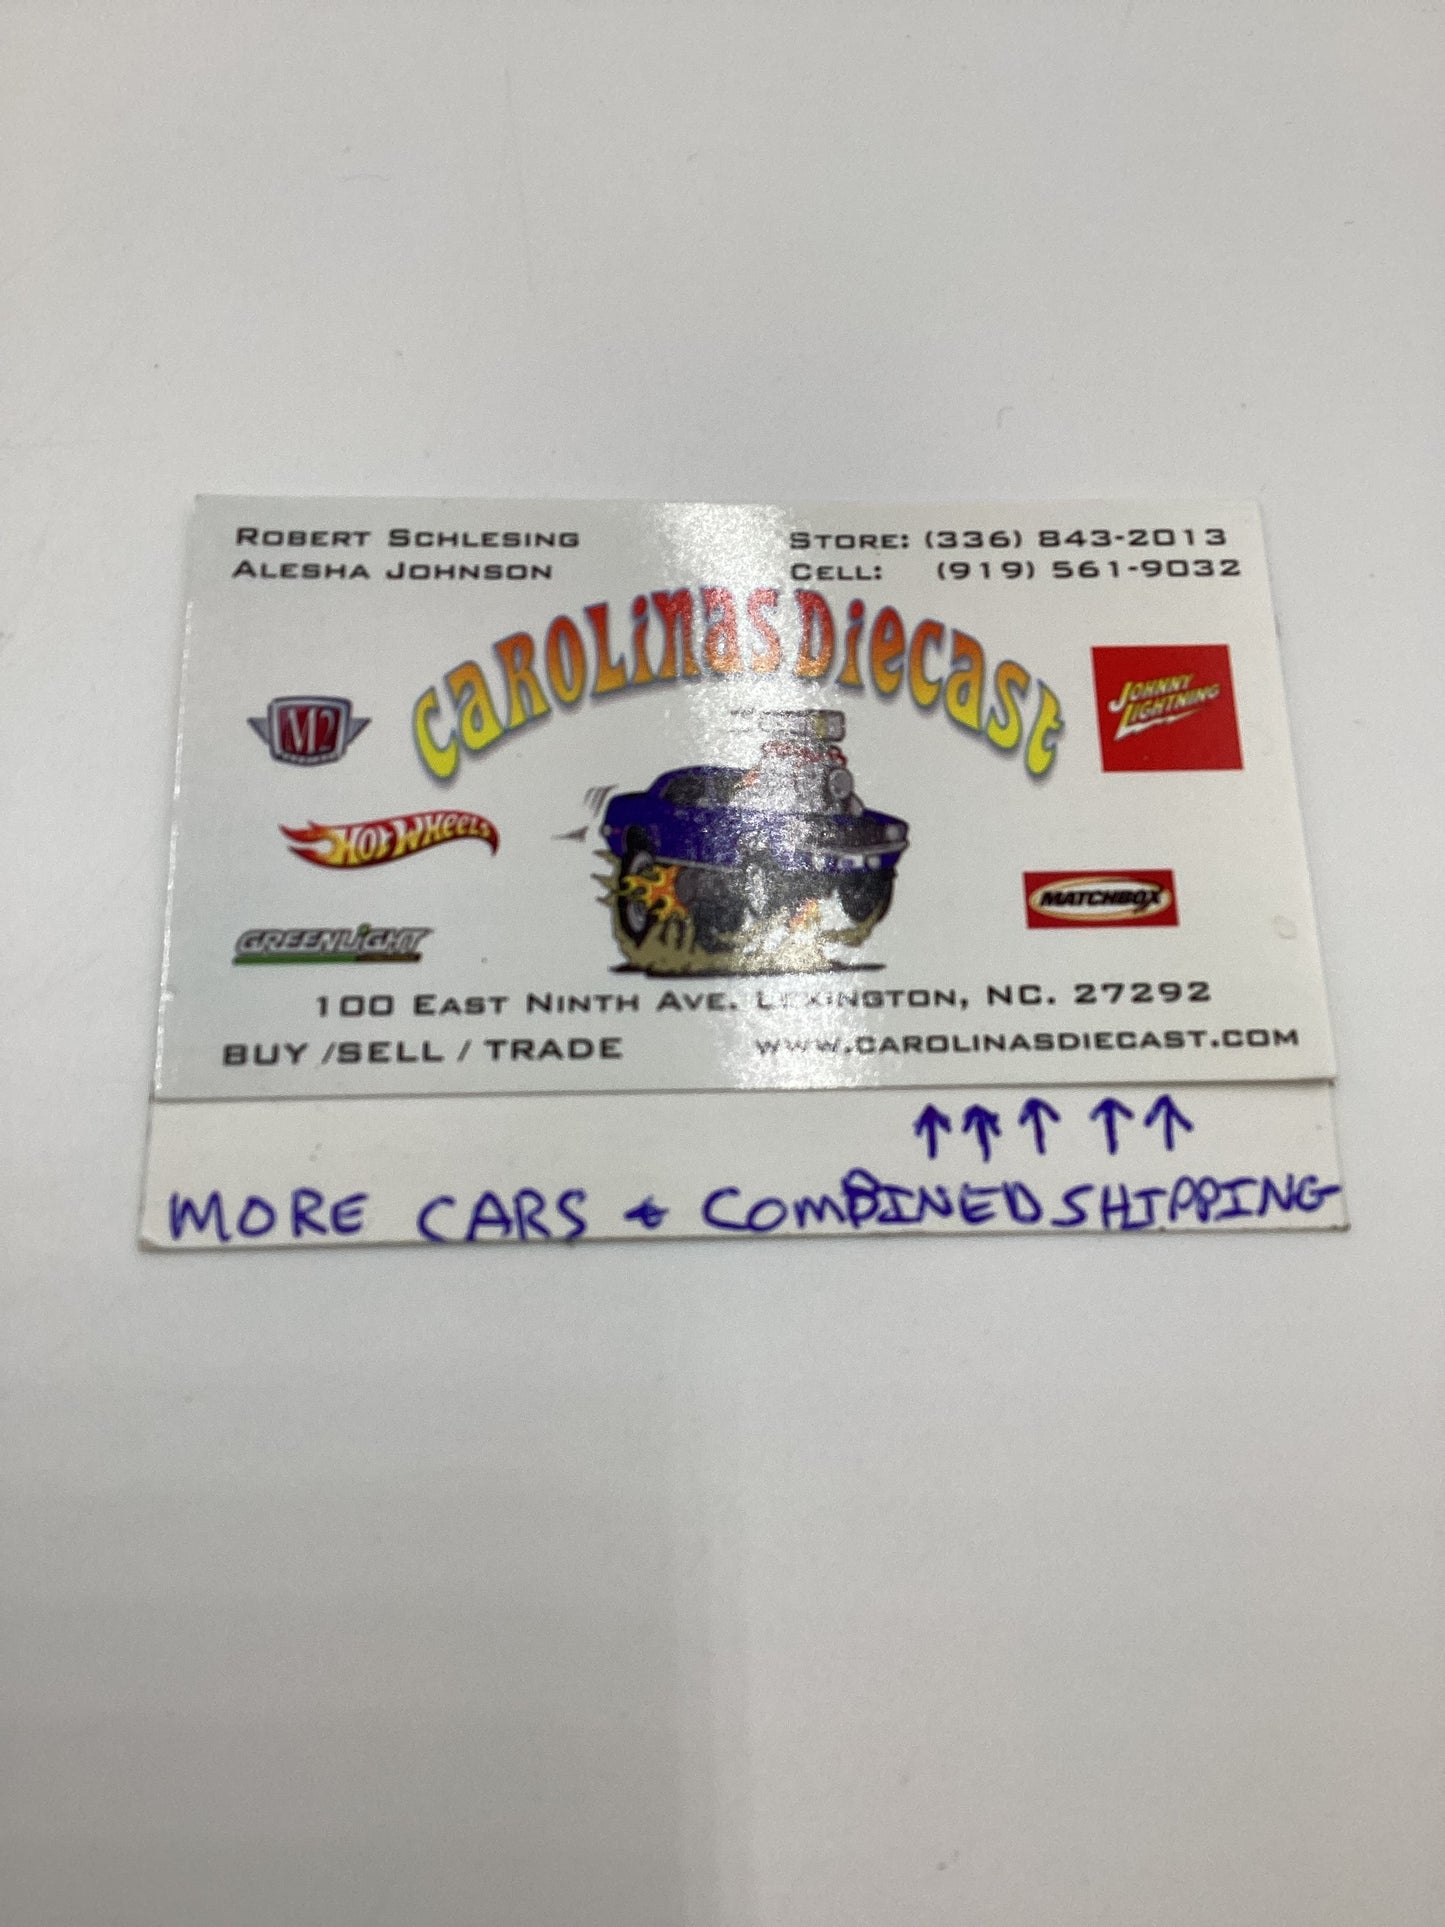 ROBERT SCHLESING
ALESHA JOHNSON
STORE: (336) 843-2013
CELL: (919) 561-9032
CAROLINAS DIECAST
M2
JOHNNY
LIGHTNING
HOT WHEELS
MATCHBOX
GREENLIGHT
100 EAST NINTH AVE. LEXINGTON, NC. 27292
BUY /SELL / TRADE
WWW.CAROLINASDIECAST.COM
↑↑↑ ↑↑
MORE CARS & COMBINED SHIPPING